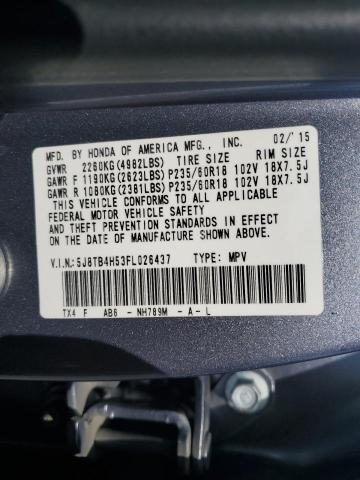 MFD. BY HONDA OF AMERICA MFG., INC. 02/'15
GVWR 2260KG(4982LBS) TIRE SIZE RIM SIZE
GAWR F 1190KG(2623LBS) P235/60R18 102V 18X7.5J
GAWR R 1080KG(2381LBS) P235/60R18 102V 18X7.5J
THIS VEHICLE CONFORMS TO ALL APPLICABLE
FEDERAL MOTOR VEHICLE SAFETY
AND THEFT PREVENTION STANDARDS IN EFFECT ON
THE DATE OF MANUFACTURE SHOWN ABOVE.
V.I.N.:5J8TB4H53FL026437 TYPE: MPV
TX4 F AB6 -NH789M -A-L